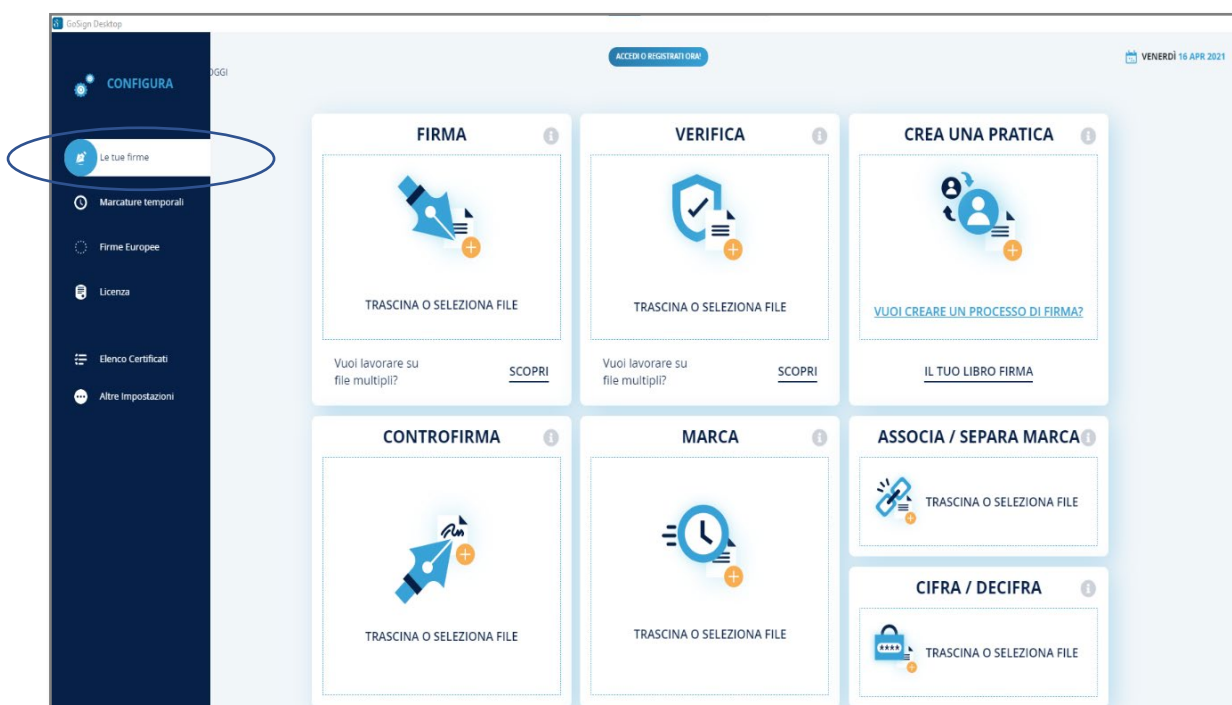 GoSign Desktop
ACCEDI O REGISTRATI ORA!
VENERDÌ 16 APR 2021
CONFIGURA
OGGI
Le tue firme
Marcature temporali
Firme Europee
Licenza
Elenco Certificati
Altre Impostazioni
FIRMA
TRASCINA O SELEZIONA FILE
Vuoi lavorare su
file multipli?
SCOPRI
VERIFICA
TRASCINA O SELEZIONA FILE
Vuoi lavorare su
file multipli?
SCOPRI
CREA UNA PRATICA
VUOI CREARE UN PROCESSO DI FIRMA?
IL TUO LIBRO FIRMA
CONTROFIRMA
TRASCINA O SELEZIONA FILE
MARCA
TRASCINA O SELEZIONA FILE
ASSOCIA / SEPARA MARCA
TRASCINA O SELEZIONA FILE
CIFRA / DECIFRA
****
TRASCINA O SELEZIONA FILE